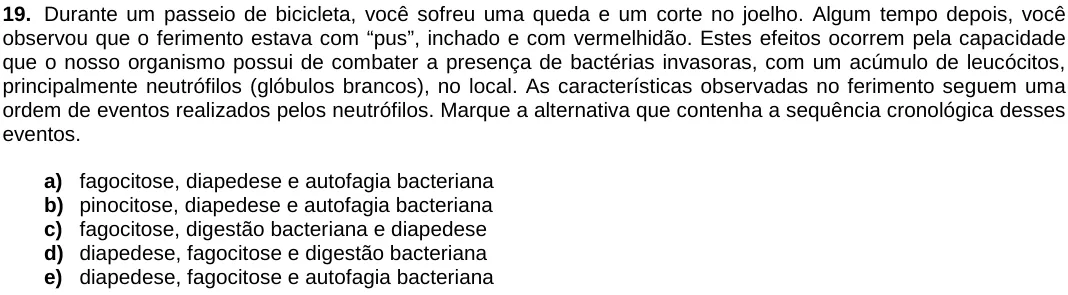 19. Durante um passeio de bicicleta, você sofreu uma queda e um corte no joelho. Algum tempo depois, você
observou que o ferimento estava com “pus”, inchado e com vermelhidão. Estes efeitos ocorrem pela capacidade
que o nosso organismo possui de combater a presença de bactérias invasoras, com um acúmulo de leucócitos,
principalmente neutrófilos (glóbulos brancos), no local. As características observadas no ferimento seguem uma
ordem de eventos realizados pelos neutrófilos. Marque a alternativa que contenha a sequência cronológica desses
eventos.
a) fagocitose, diapedese e autofagia bacteriana
b) pinocitose, diapedese e autofagia bacteriana
c) fagocitose, digestão bacteriana e diapedese
d) diapedese, fagocitose e digestão bacteriana
e) diapedese, fagocitose e autofagia bacteriana